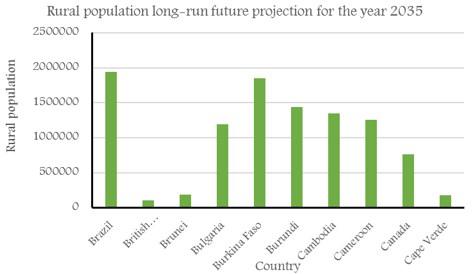 Rural population long-run future projection for the year 2035
2500000
2000000
1500000
1000000
500000
0
Rural population
Brazil
British…
Brunei
Bulgaria
Burkina Faso
Burundi
Cambodia
Cameroon
Canada
Cape Verde
Country